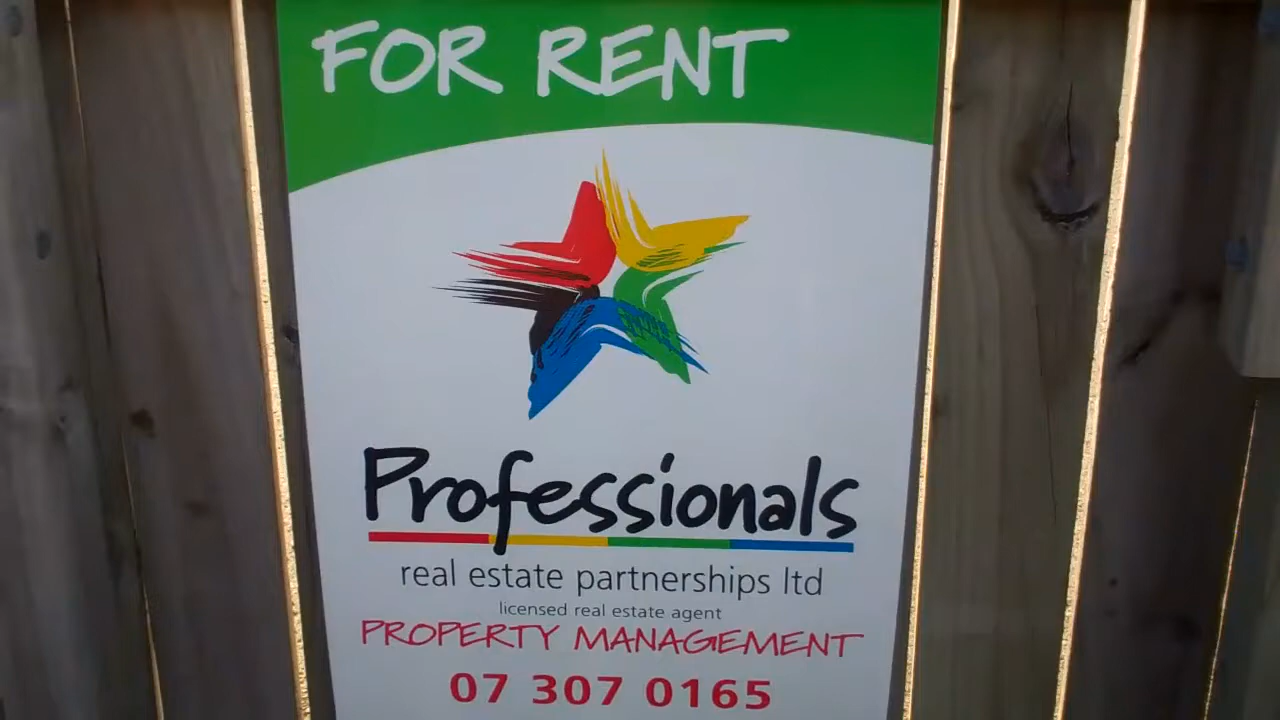 FOR RENT
Professionals
real estate partnerships ltd
licensed real estate agent
PROPERTY MANAGEMENT
07 307 0165